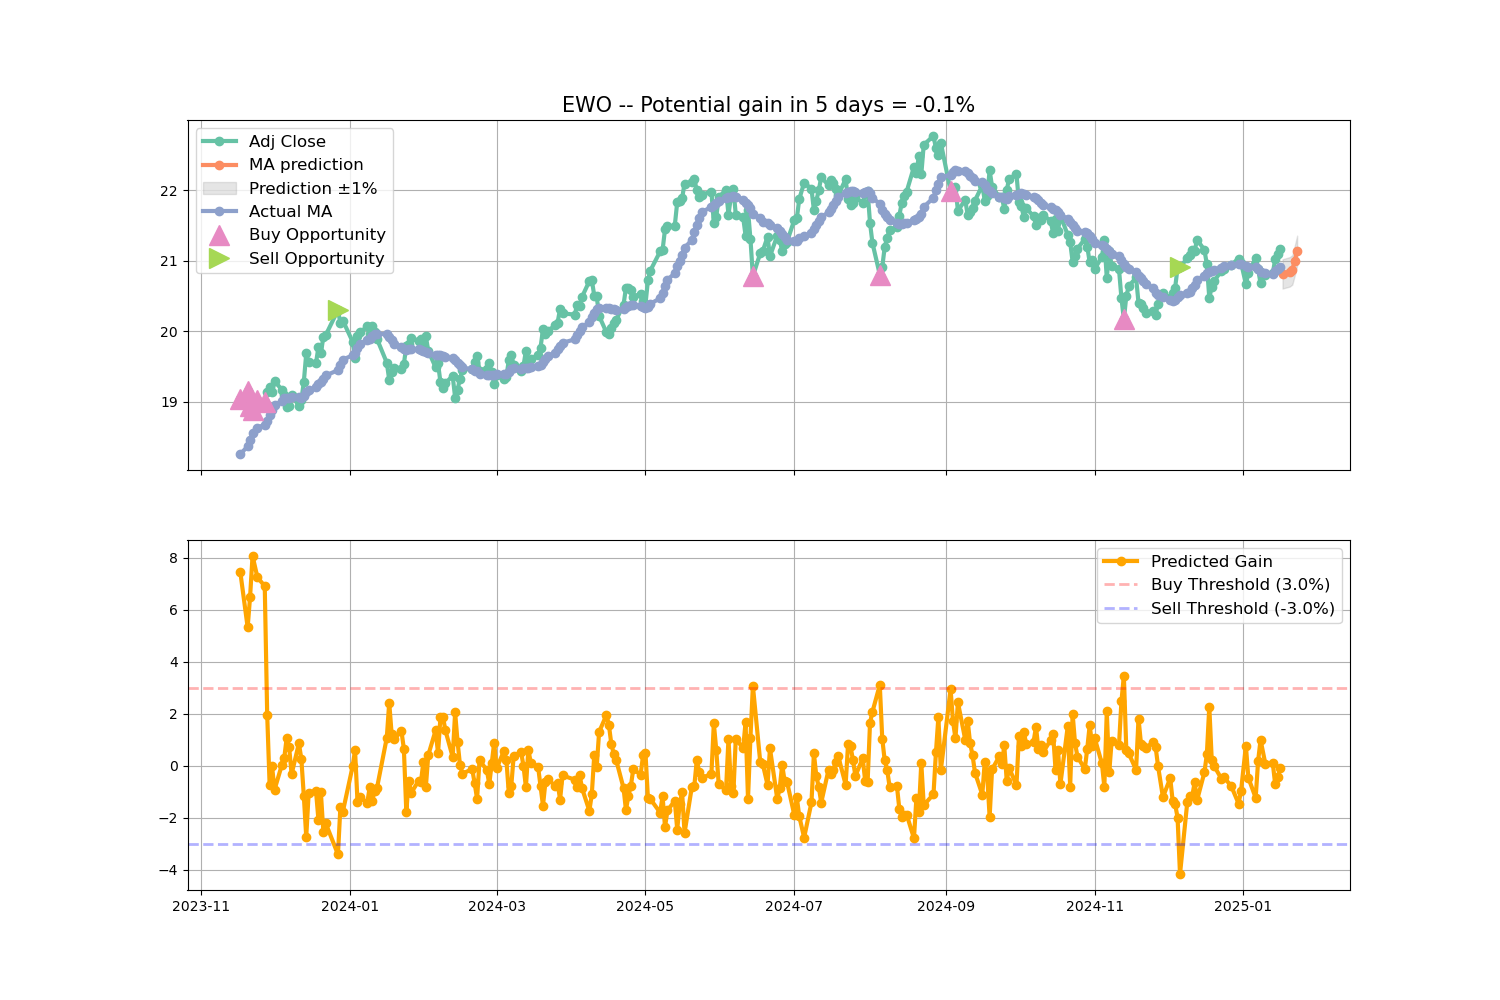 EWO -- Potential gain in 5 days = -0.1%
Adj Close
MA prediction
Prediction ±1%
Actual MA
Buy Opportunity
Sell Opportunity
22
21
20
19
Predicted Gain
Buy Threshold (3.0%)
Sell Threshold (-3.0%)
8
6
4
2
0
−2
−4
2023-11 2024-01 2024-03 2024-05 2024-07 2024-09 2024-11 2025-01